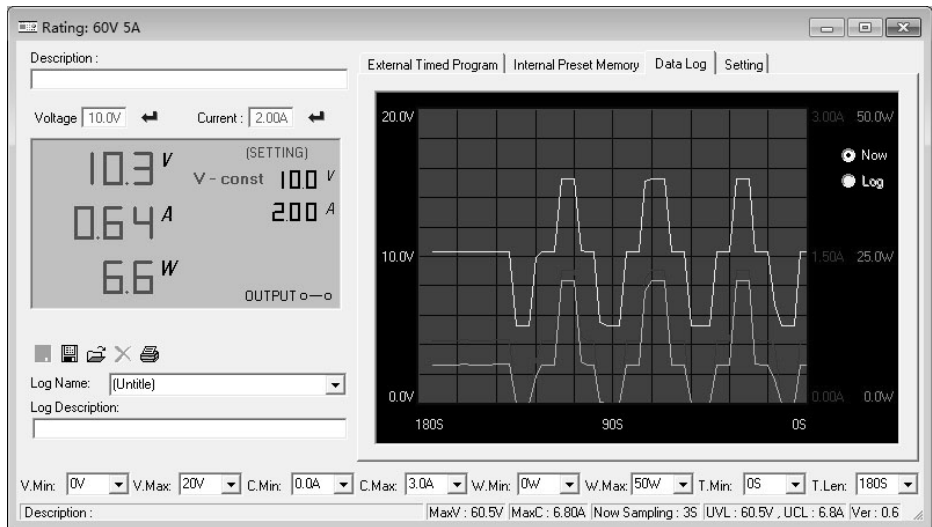 Rating: 60V 5A
Description :
Voltage 10.0V Current : 2.00A
10.3 V
(SETTING)
V - const 10.0 V
0.64 A
2.00 A
6.6 W
OUTPUT
Log Name: (Untitle)
Log Description:
External Timed Program Internal Preset Memory Data Log Setting
20.0V 3.00A 50.0W
Now
Log
10.0V 1.50A 25.0W
0.0V 0.00A 0.0W
180S 90S 0S
V.Min: 0V V.Max: 20V C.Min: 0.0A C.Max: 3.0A W.Min: 0W W.Max: 50W T.Min: 0S T.Len: 180S
Description : MaxV : 60.5V MaxC : 6.80A Now Sampling : 3S UVL : 60.5V , UCL : 6.8A Ver : 0.6